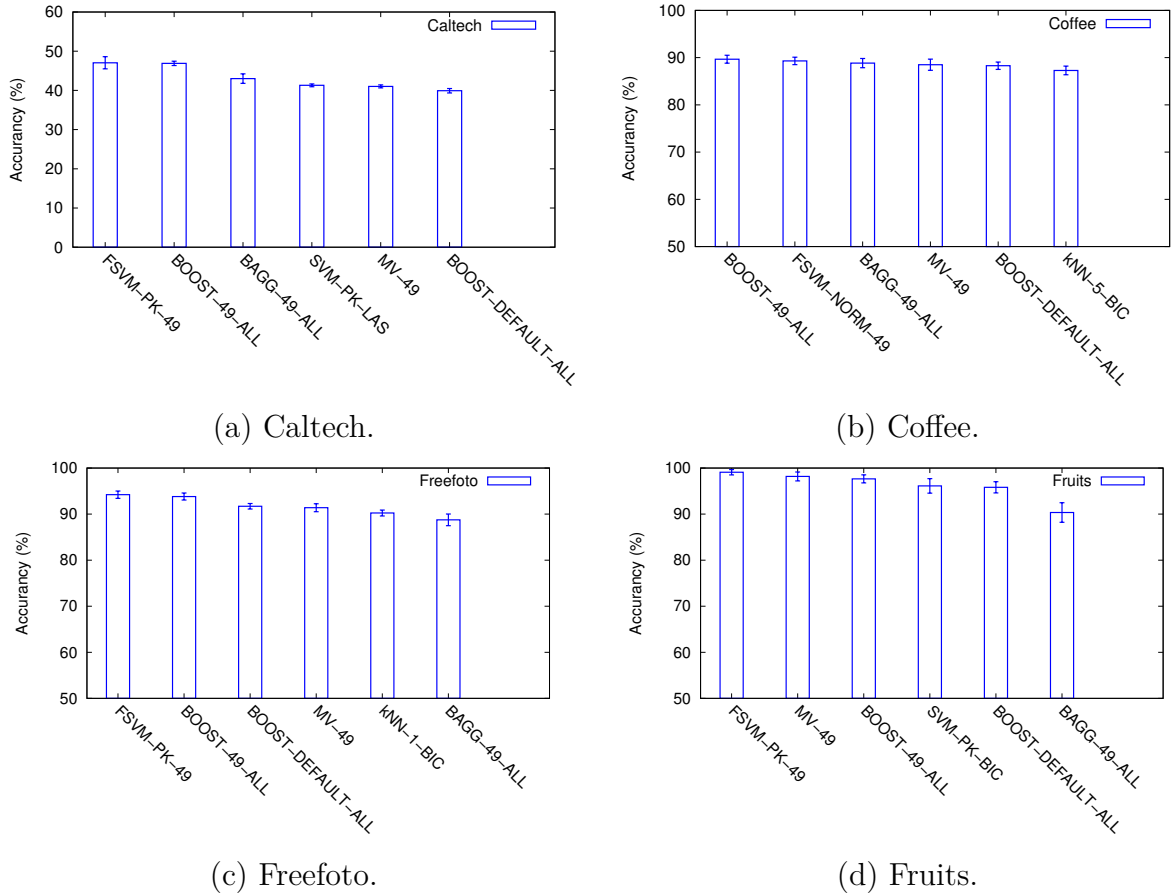 Caltech
Accurancy (%)
60
50
40
30
20
10
0
FSVM−PK−49
BOOST−49−ALL
BAGG−49−ALL
SVM−PK−LAS
MV−49
BOOST−DEFAULT−ALL
(a) Caltech.
Coffee
Accurancy (%)
100
90
80
70
60
50
BOOST−49−ALL
FSVM−NORM−49
BAGG−49−ALL
MV−49
BOOST−DEFAULT−ALL
kNN−5−BIC
(b) Coffee.
Freefoto
Accurancy (%)
100
90
80
70
60
50
FSVM−PK−49
BOOST−49−ALL
BOOST−DEFAULT−ALL
MV−49
kNN−1−BIC
BAGG−49−ALL
(c) Freefoto.
Fruits
Accurancy (%)
100
90
80
70
60
50
FSVM−PK−49
MV−49
BOOST−49−ALL
SVM−PK−BIC
BOOST−DEFAULT−ALL
BAGG−49−ALL
(d) Fruits.